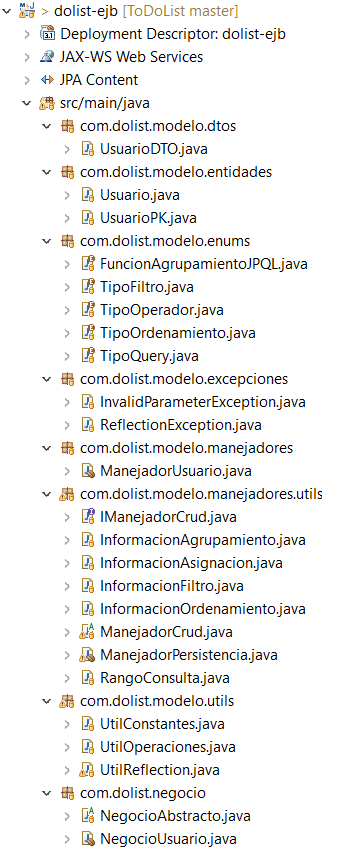 > dolist-ejb [ToDoList master]
Deployment Descriptor: dolist-ejb
JAX-WS Web Services
JPA Content
src/main/java
com.dolist.modelo.dtos
UsuarioDTO.java
com.dolist.modelo.entidades
Usuario.java
UsuarioPK.java
com.dolist.modelo.enums
FuncionAgrupamientoJPQL.java
TipoFiltro.java
TipoOperador.java
TipoOrdenamiento.java
TipoQuery.java
com.dolist.modelo.excepciones
InvalidParameterException.java
ReflectionException.java
com.dolist.modelo.manejadores
ManejadorUsuario.java
com.dolist.modelo.manejadores.utils
IManejadorCrud.java
InformacionAgrupamiento.java
InformacionAsignacion.java
InformacionFiltro.java
InformacionOrdenamiento.java
ManejadorCrud.java
ManejadorPersistencia.java
RangoConsulta.java
com.dolist.modelo.utils
UtilConstantes.java
UtilOperaciones.java
UtilReflection.java
com.dolist.negocio
NegocioAbstracto.java
NegocioUsuario.java